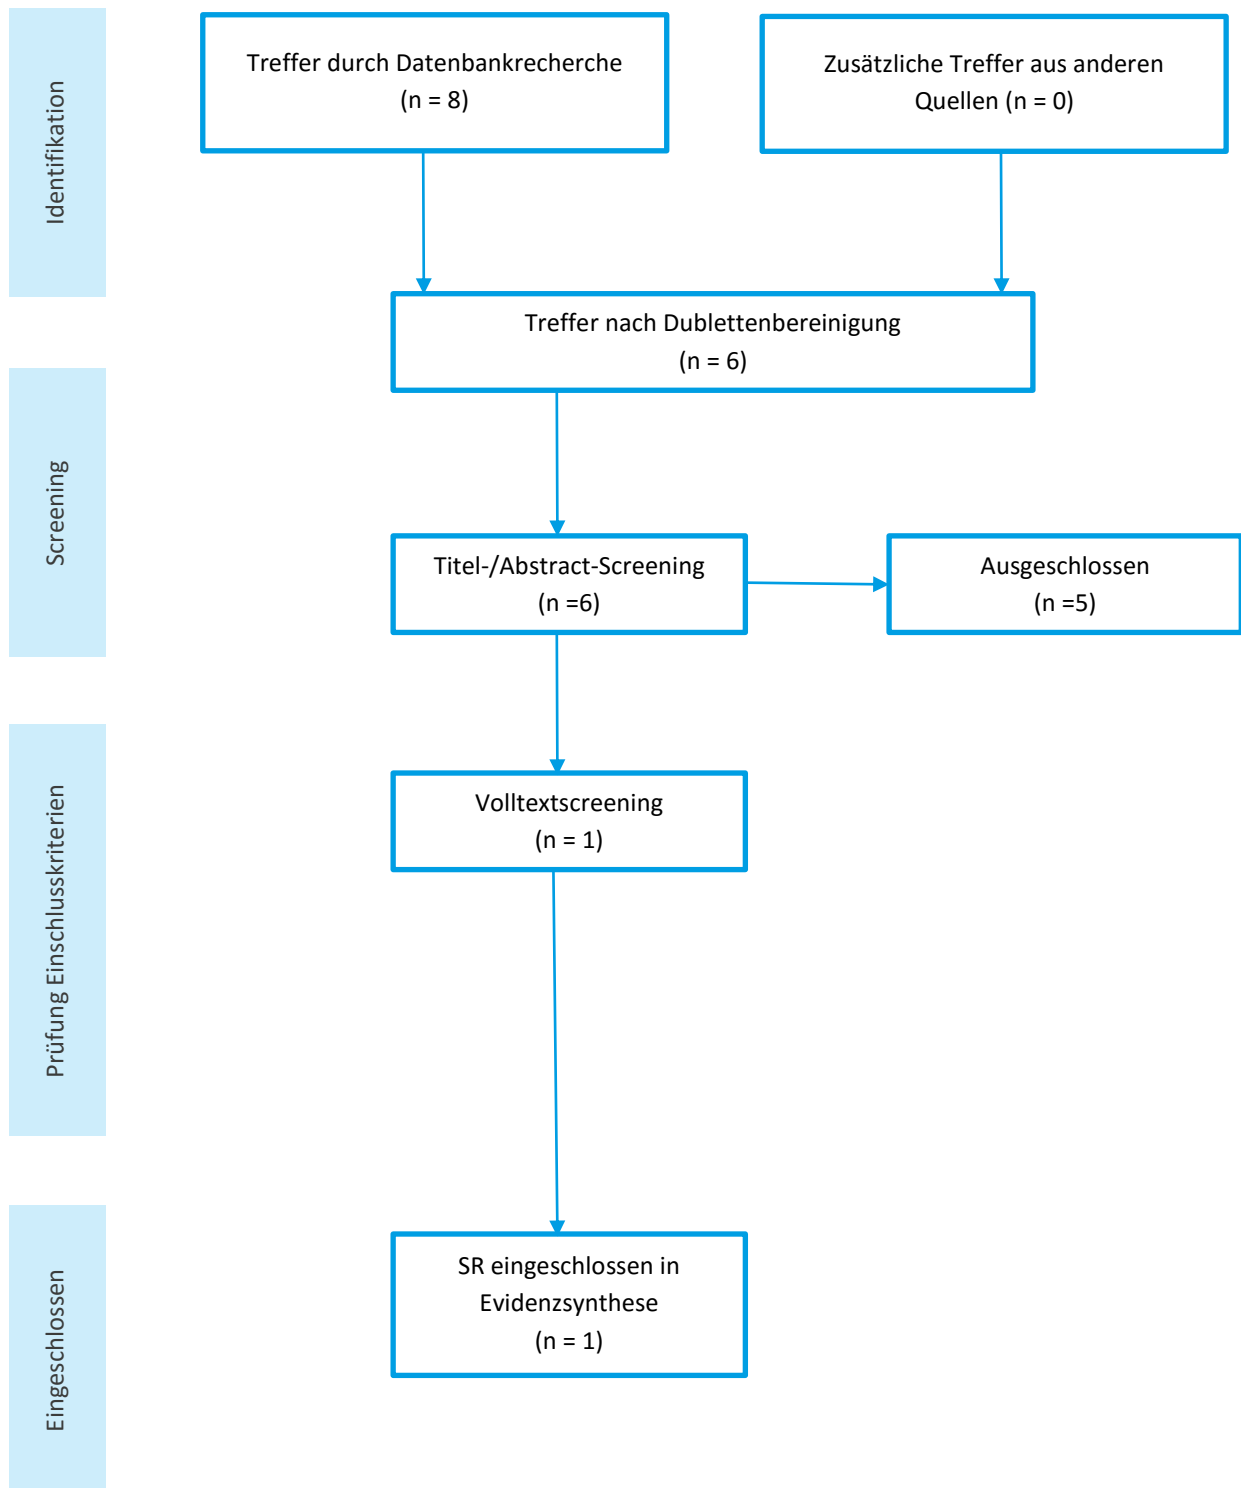 Identifikation
Treffer durch Datenbankrecherche
(n = 8)
Zusätzliche Treffer aus anderen
Quellen (n = 0)
Treffer nach Dublettenbereinigung
(n = 6)
Screening
Titel-/Abstract-Screening
(n =6)
Ausgeschlossen
(n =5)
Prüfung Einschlusskriterien
Volltextscreening
(n = 1)
Eingeschlossen
SR eingeschlossen in
Evidenzsynthese
(n = 1)